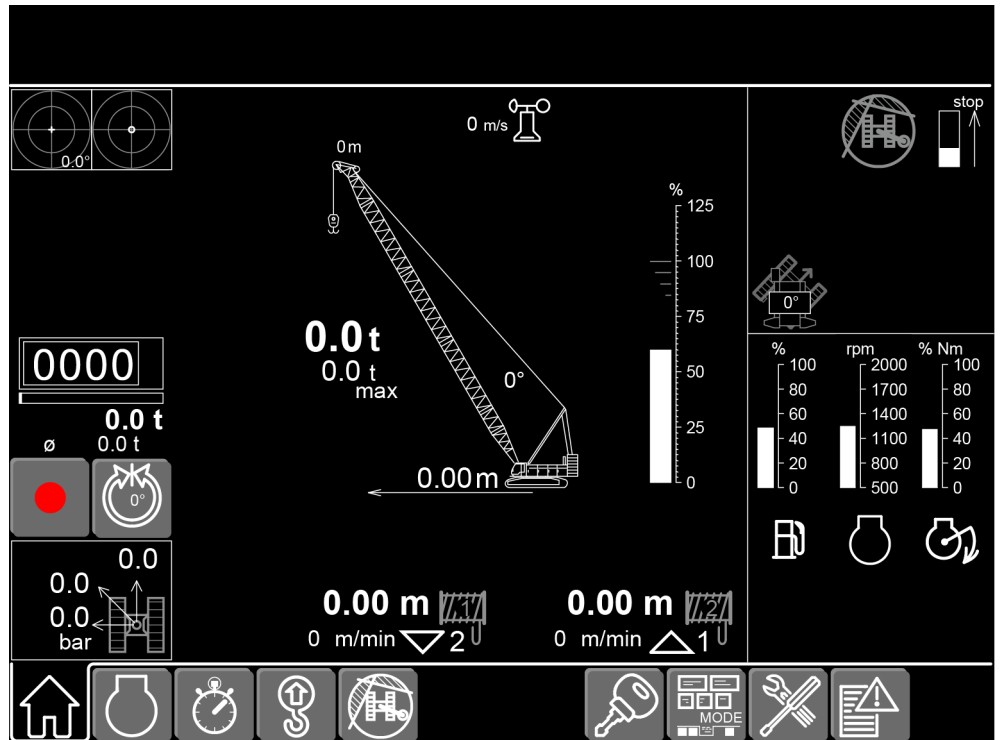 stop
0 m/s
0.0°
0m
%
125
100
75
50
25
0
0.0 t
0.0 t
max
0°
0.00 m
0°
0000
0.0 t
ø 0.0 t
0°
% rpm % Nm
100 2000 100
80 1700 80
60 1400 60
40 1100 40
20 800 20
0 500 0
0.0
0.0
0.0
bar
0.00 m 1 0.00 m 2
0 m/min 2 0 m/min 1
MODE